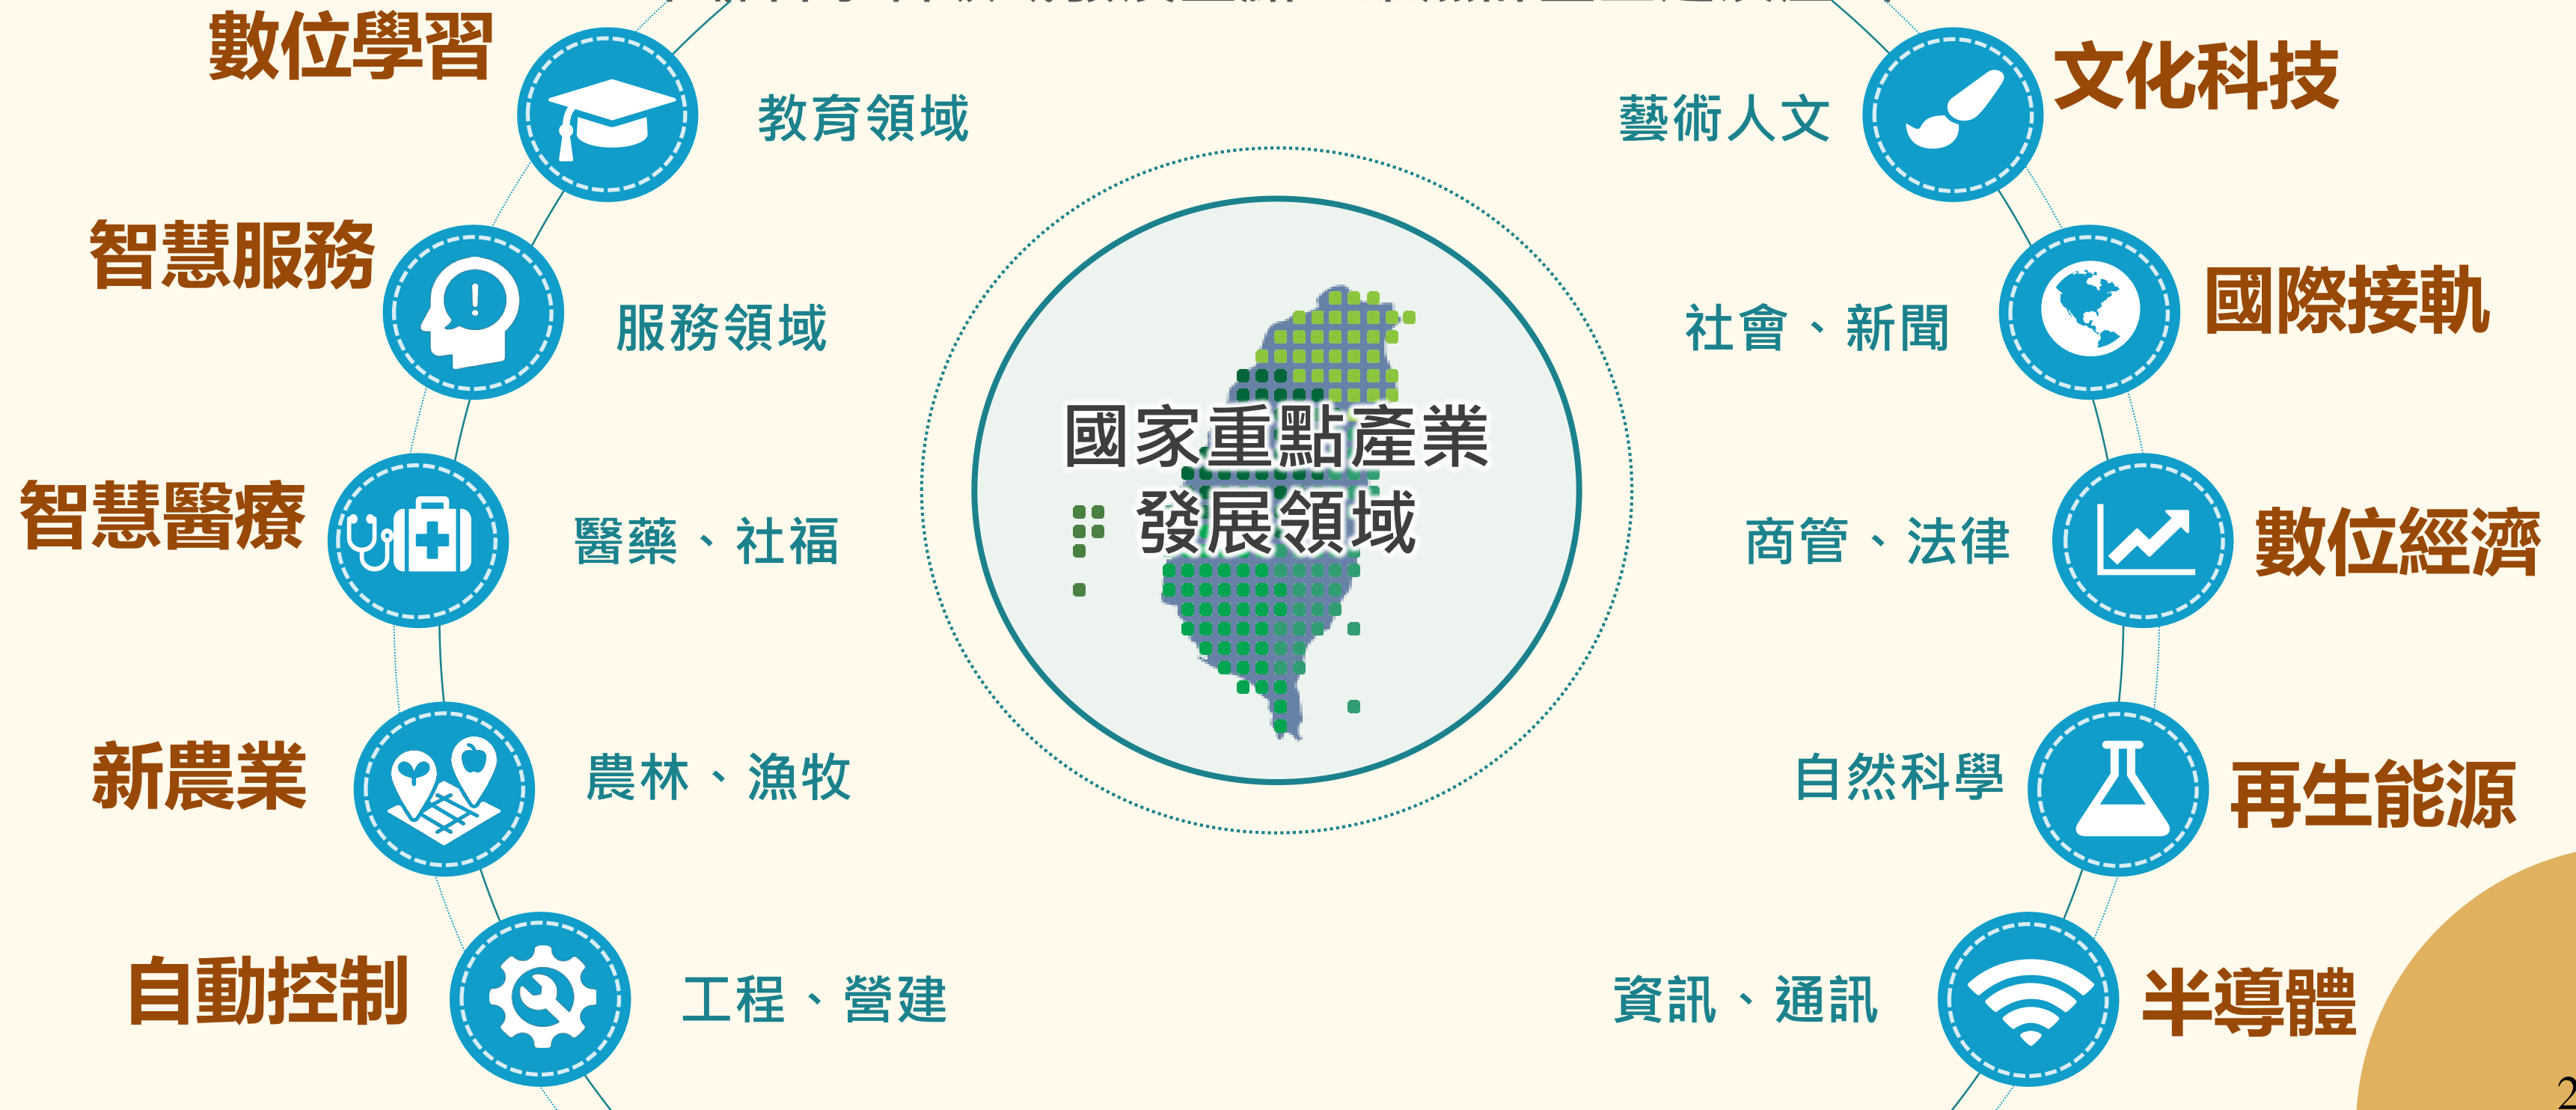 數位學習
教育領域
智慧服務
服務領域
智慧醫療
醫藥、社福
新農業
農林、漁牧
自動控制
工程、營建
國家重點產業
發展領域
文化科技
藝術人文
國際接軌
社會、新聞
數位經濟
商管、法律
再生能源
自然科學
半導體
資訊、通訊
2